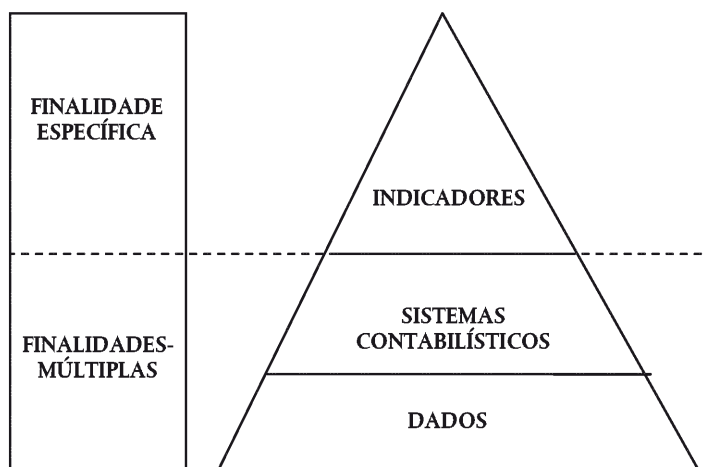 FINALIDADE
ESPECÍFICA
INDICADORES
FINALIDADES-
MÚLTIPLAS
SISTEMAS
CONTABILÍSTICOS
DADOS